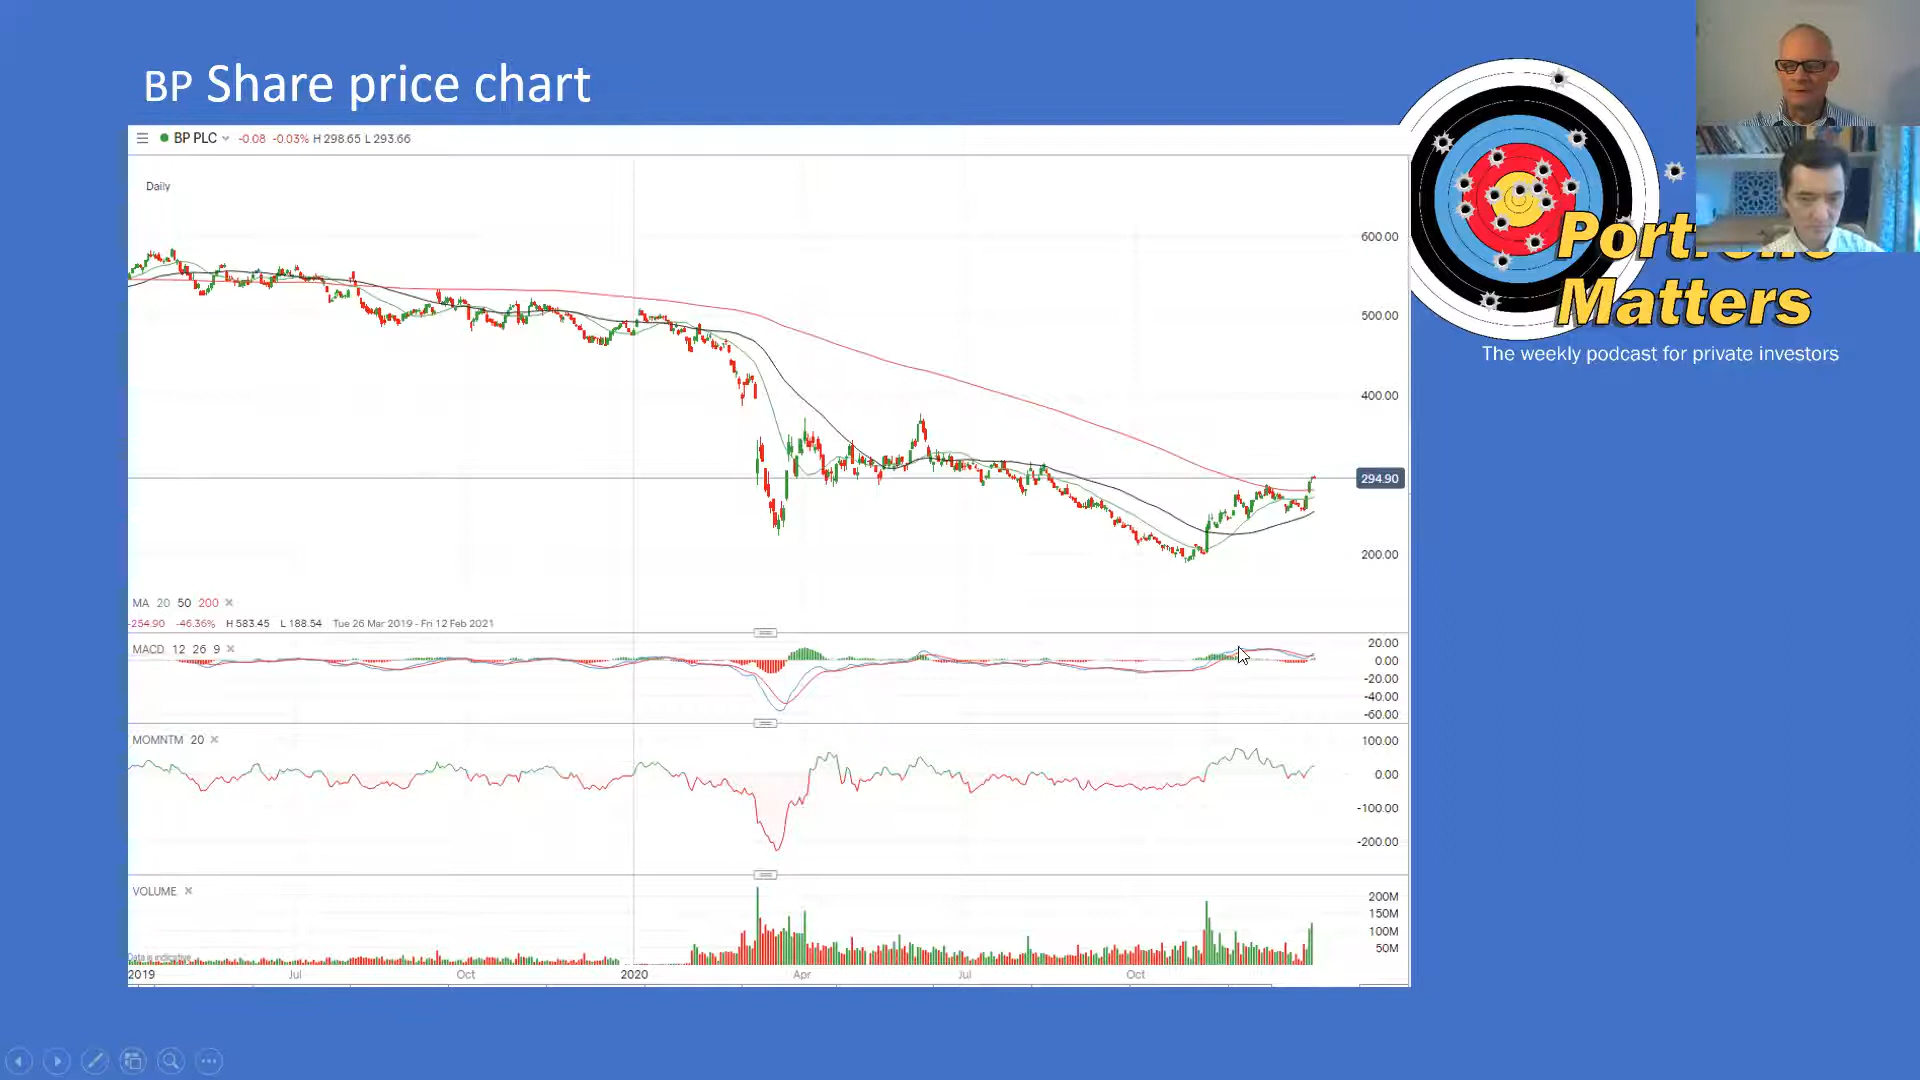 BP Share price chart
BP PLC -0.08 -0.03% H 298.65 L 293.66
Daily
600.00
500.00
400.00
294.90
200.00
MA 20 50 200
-254.90 -46.36% H 583.45 L 188.54 Tue 26 Mar 2019 - Fri 12 Feb 2021
MACD 12 26 9
20.00
0.00
-20.00
-40.00
-60.00
MOMNTM 20
100.00
0.00
-100.00
-200.00
VOLUME
200M
150M
100M
50M
Data is indicative
2019 Jul Oct 2020 Apr Jul Oct
Matters
The weekly podcast for private investors